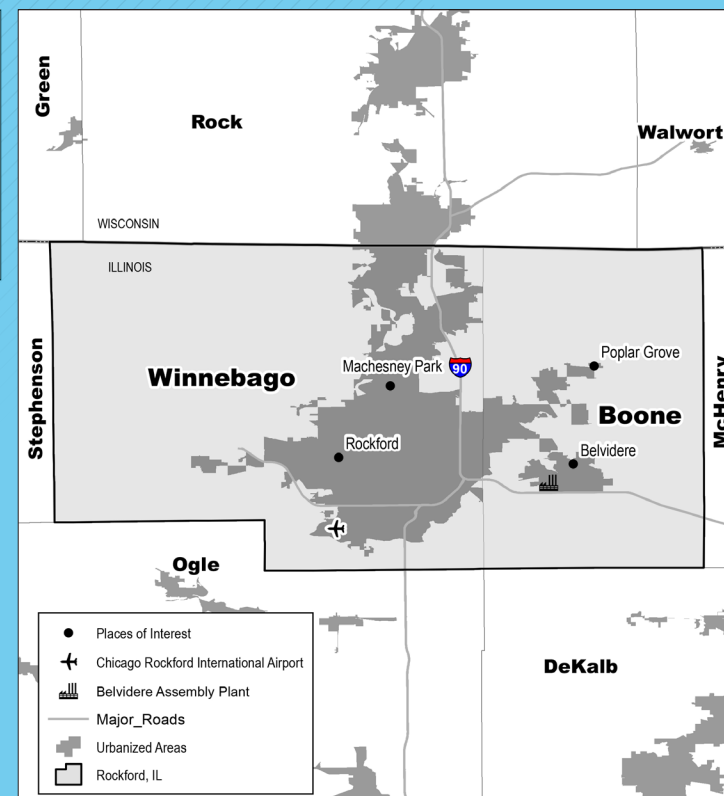 Green
Rock
Walwort
WISCONSIN
ILLINOIS
Stephenson
Winnebago
Machesney Park
90
Poplar Grove
Boone
McHenry
Rockford
Belvidere
Ogle
DeKalb
Places of Interest
Chicago Rockford International Airport
Belvidere Assembly Plant
Major_Roads
Urbanized Areas
Rockford, IL